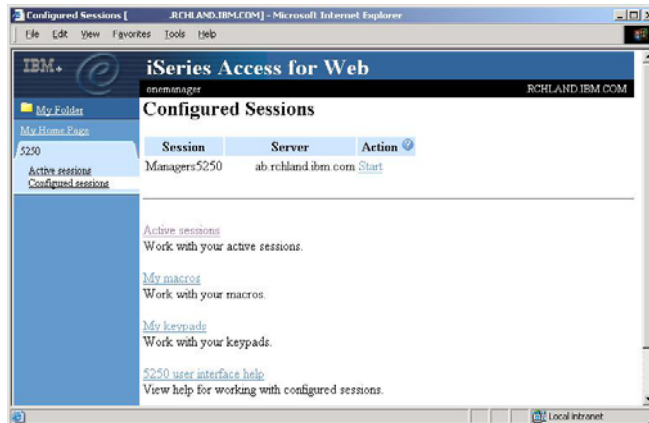 Configured Sessions [ .RCHLAND.IBM.COM] - Microsoft Internet Explorer
File Edit View Favorites Tools Help
IBM.
iSeries Access for Web
onemanager RCHLAND IBM COM
My Folder
My Home Page
5250
Active sessions
Configured sessions
Configured Sessions
Session Server Action ?
Managers5250 ab.rchland.ibm.com Start
Active sessions
Work with your active sessions.
My macros
Work with your macros.
My keypads
Work with your keypads.
5250 user interface help
View help for working with configured sessions.
Local intranet